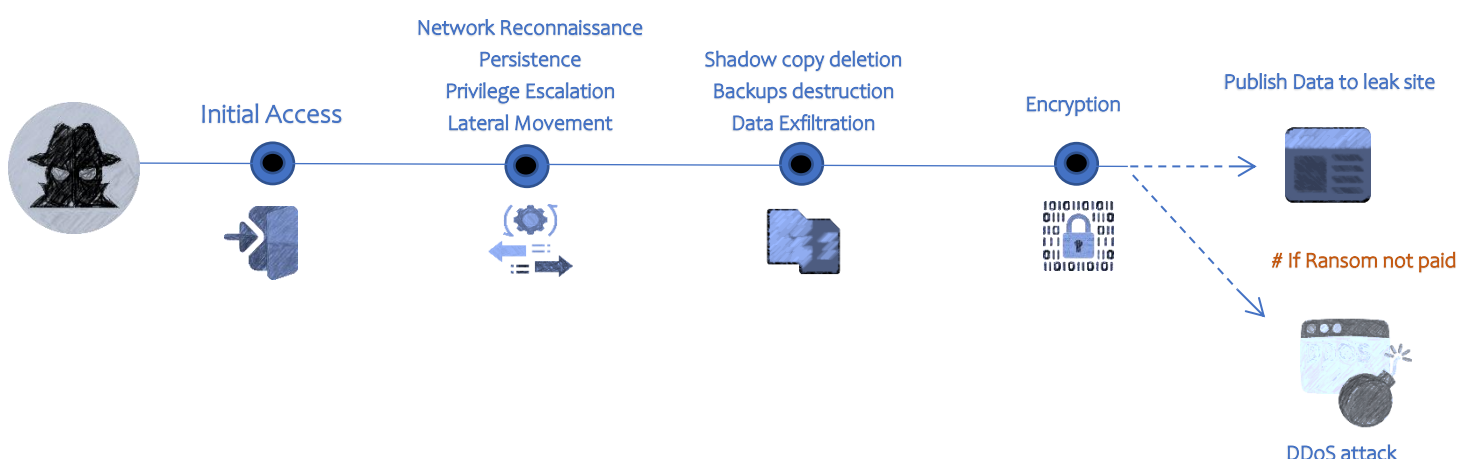 Initial Access
Network Reconnaissance
Persistence
Privilege Escalation
Lateral Movement
Shadow copy deletion
Backups destruction
Data Exfiltration
Encryption
Publish Data to leak site
# If Ransom not paid
DDoS attack